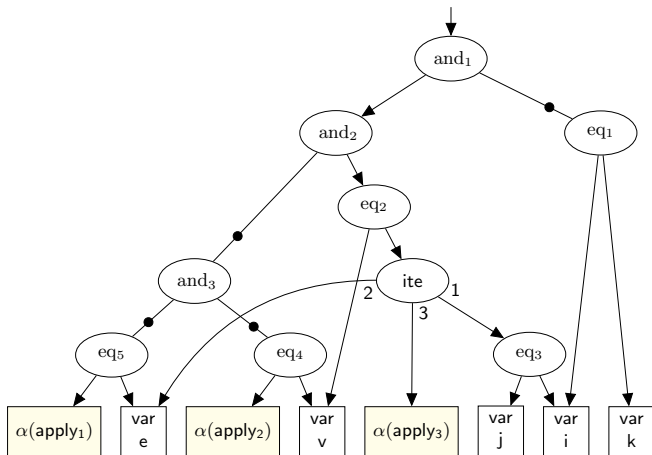 and₁
and₂
eq₁
eq₂
and₃
ite
2
1
3
eq₅
eq₄
eq₃
α(apply₁)
var
e
α(apply₂)
var
v
α(apply₃)
var
j
var
i
var
k